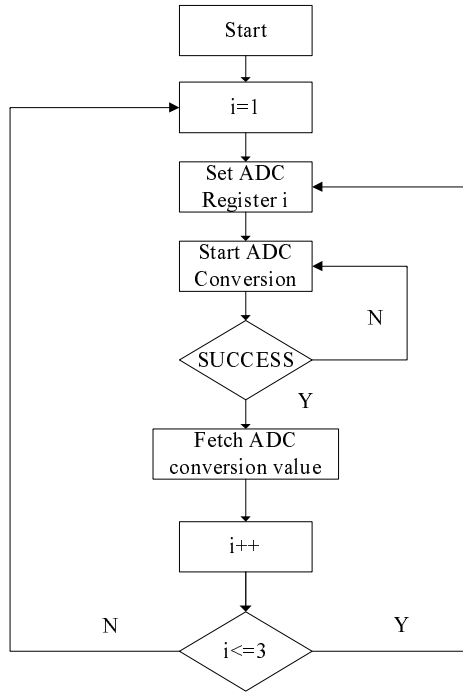 Start
i=1
Set ADC
Register i
Start ADC
Conversion
N
SUCCESS
Y
Fetch ADC
conversion value
i++
N
Y
i<=3